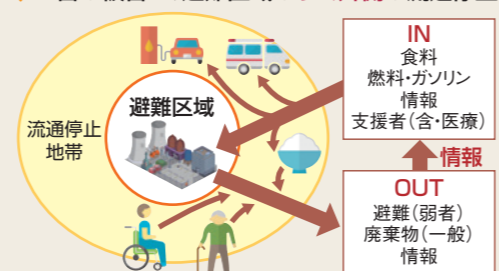 避難区域
流通停止
地帯
IN
食料
燃料・ガソリン
情報
支援者（含・医療）
情報
OUT
避難（弱者）
廃棄物（一般）
情報